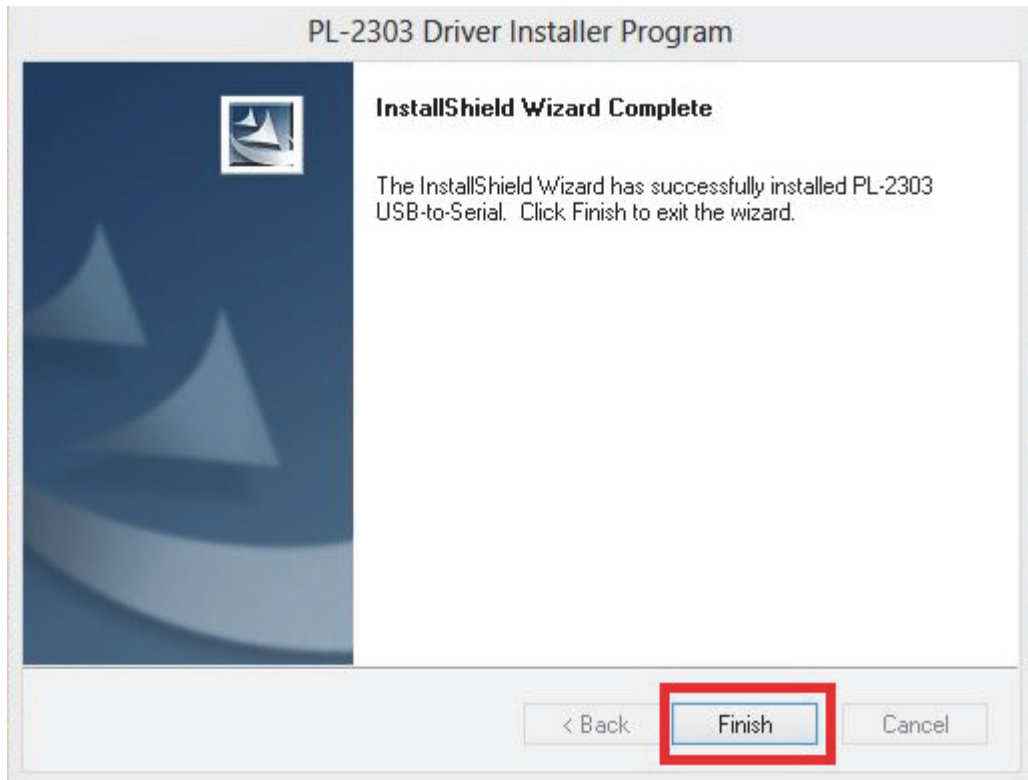 PL-2303 Driver Installer Program
InstallShield Wizard Complete
The InstallShield Wizard has successfully installed PL-2303
USB-to-Serial. Click Finish to exit the wizard.
< Back
Finish
Cancel